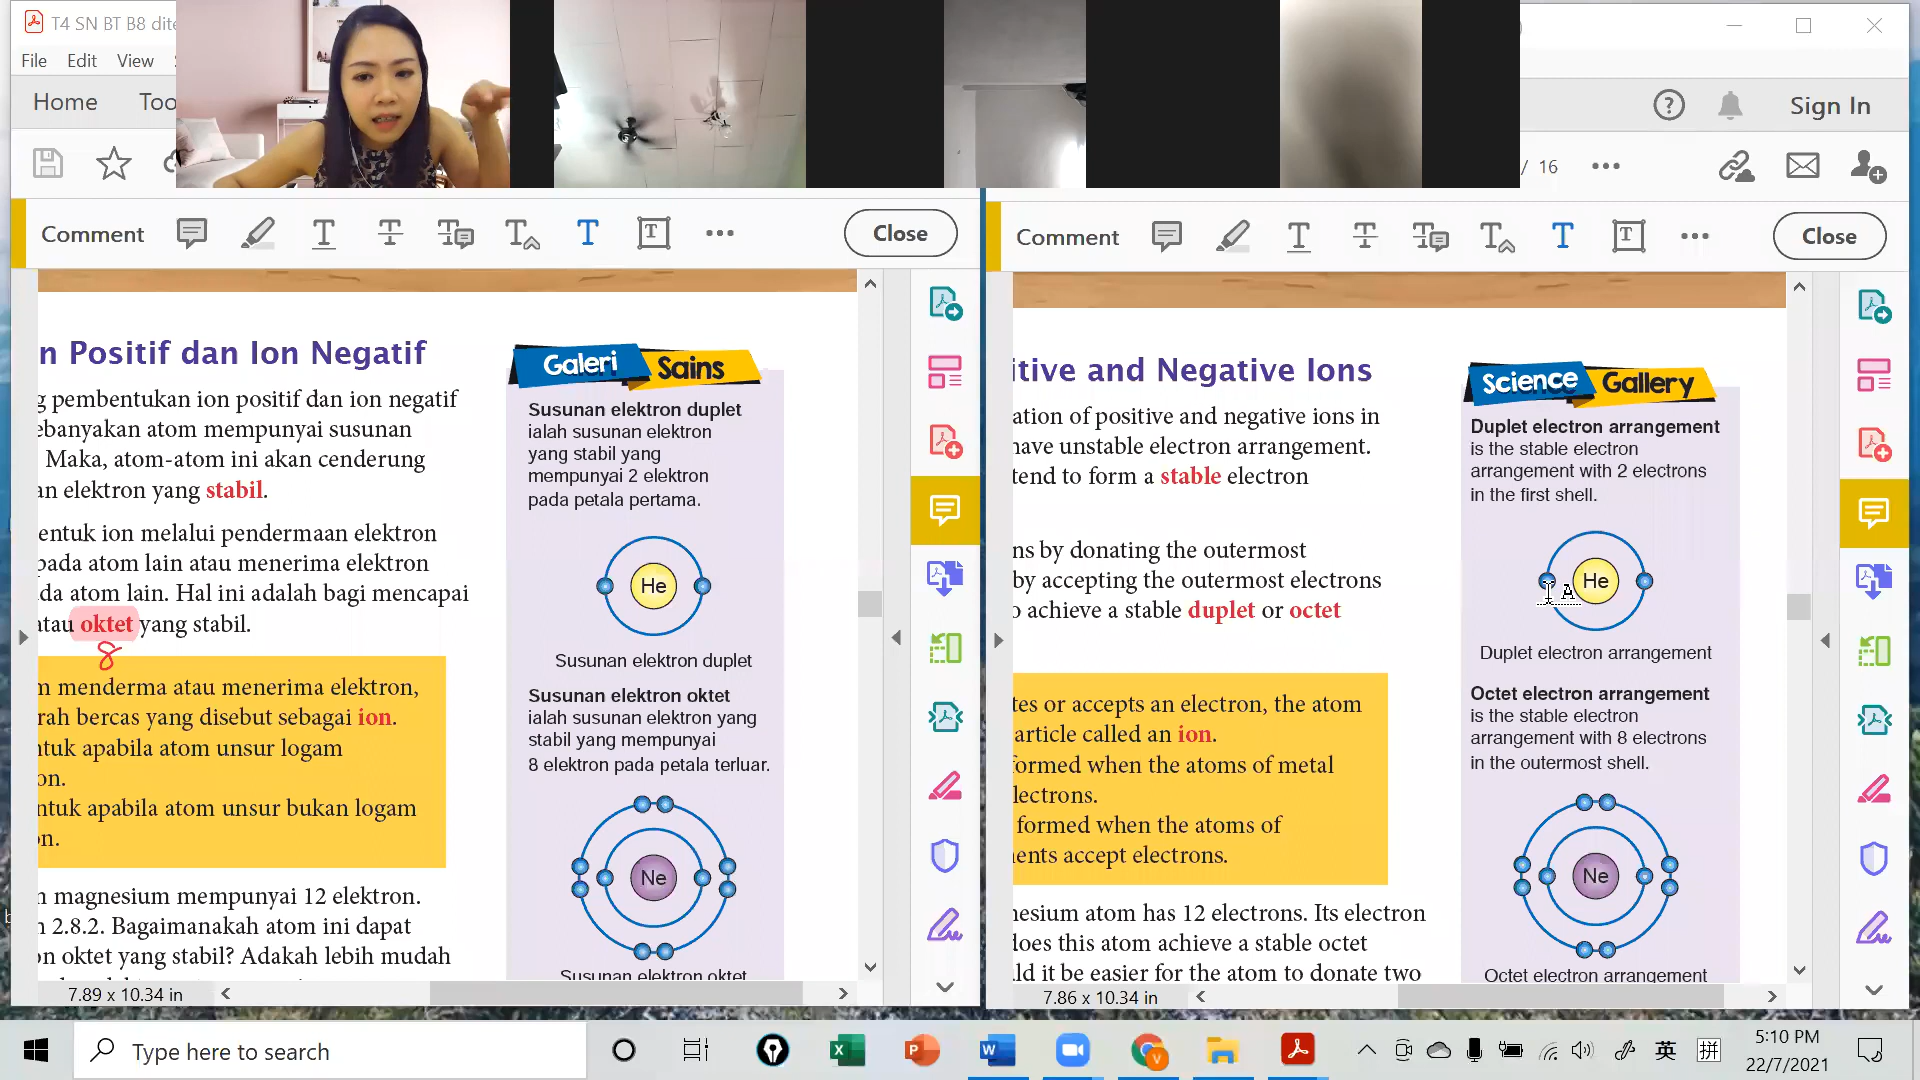 T4 SN BT B8 dite
File Edit View
Home Too
Sign In
/ 16
Comment
Close
n Positif dan Ion Negatif
g pembentukan ion positif dan ion negatif
ebanyakan atom mempunyai susunan
. Maka, atom-atom ini akan cenderung
an elektron yang stabil.
entuk ion melalui pendermaan elektron
pada atom lain atau menerima elektron
da atom lain. Hal ini adalah bagi mencapai
atau oktet yang stabil.
8
m menderma atau menerima elektron,
rah bercas yang disebut sebagai ion.
ntuk apabila atom unsur logam
on.
ntuk apabila atom unsur bukan logam
on.
n magnesium mempunyai 12 elektron.
n 2.8.2. Bagaimanakah atom ini dapat
on oktet yang stabil? Adakah lebih mudah
Galeri Sains
Susunan elektron duplet
ialah susunan elektron
yang stabil yang
mempunyai 2 elektron
pada petala pertama.
He
Susunan elektron duplet
Susunan elektron oktet
ialah susunan elektron yang
stabil yang mempunyai
8 elektron pada petala terluar.
Ne
Susunan elektron oktet
7.89 x 10.34 in
Comment
Close
itive and Negative Ions
ation of positive and negative ions in
have unstable electron arrangement.
tend to form a stable electron
ns by donating the outermost
by accepting the outermost electrons
o achieve a stable duplet or octet
tes or accepts an electron, the atom
article called an ion.
formed when the atoms of metal
lectrons.
formed when the atoms of
ents accept electrons.
nesium atom has 12 electrons. Its electron
does this atom achieve a stable octet
ld it be easier for the atom to donate two
Science Gallery
Duplet electron arrangement
is the stable electron
arrangement with 2 electrons
in the first shell.
He
Duplet electron arrangement
Octet electron arrangement
is the stable electron
arrangement with 8 electrons
in the outermost shell.
Ne
Octet electron arrangement
7.86 x 10.34 in
Type here to search
英 拼
5:10 PM
22/7/2021